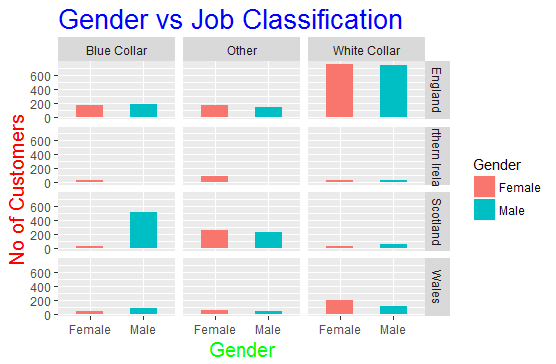 Gender vs Job Classification
Blue Collar Other White Collar
No of Customers
600
400
200
0
England
600
400
200
0
rthern Irela
600
400
200
0
Scotland
600
400
200
0
Wales
Female Male Female Male Female Male
Gender
Gender
Female
Male